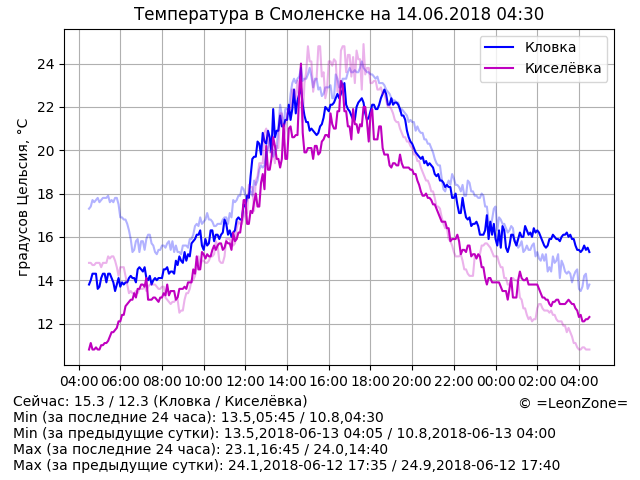 Температура в Смоленске на 14.06.2018 04:30
Кловка
Киселёвка
градусов Цельсия, °C
24
22
20
18
16
14
12
04:00 06:00 08:00 10:00 12:00 14:00 16:00 18:00 20:00 22:00 00:00 02:00 04:00
Сейчас: 15.3 / 12.3 (Кловка / Киселёвка)
© =LeonZone=
Min (за последние 24 часа): 13.5,05:45 / 10.8,04:30
Min (за предыдущие сутки): 13.5,2018-06-13 04:05 / 10.8,2018-06-13 04:00
Max (за последние 24 часа): 23.1,16:45 / 24.0,14:40
Max (за предыдущие сутки): 24.1,2018-06-12 17:35 / 24.9,2018-06-12 17:40